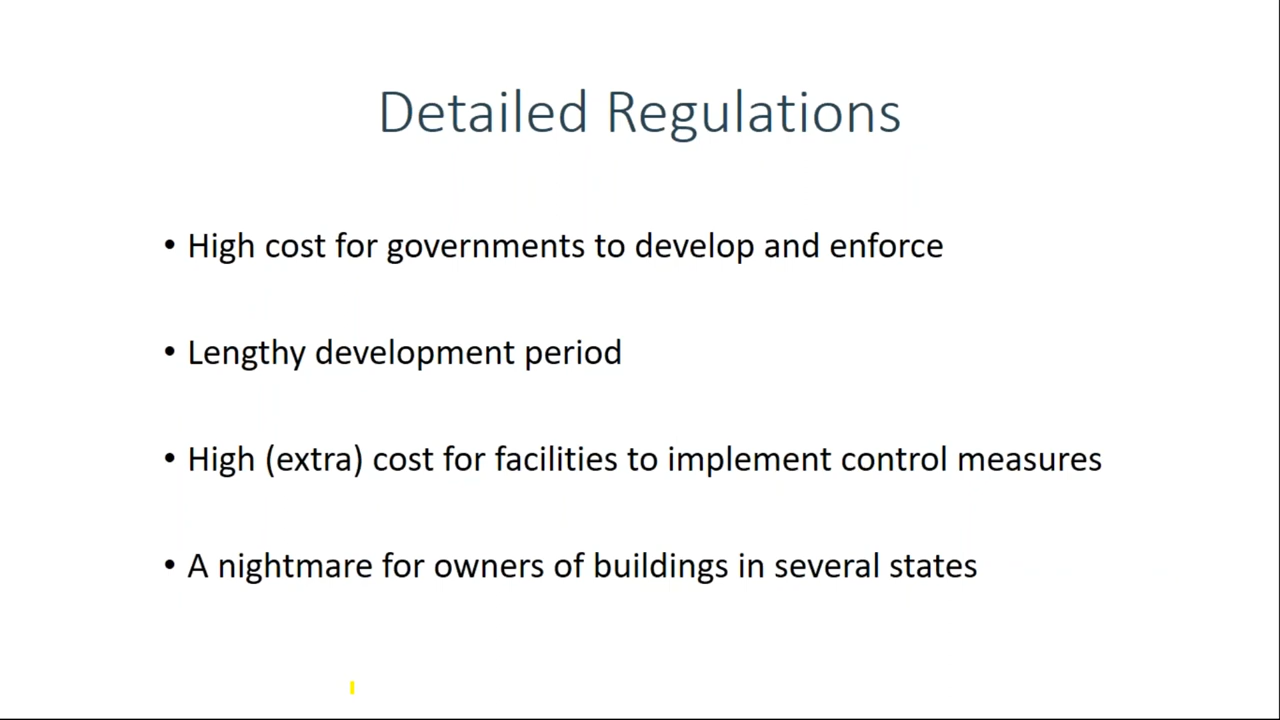 Detailed Regulations
• High cost for governments to develop and enforce
• Lengthy development period
• High (extra) cost for facilities to implement control measures
• A nightmare for owners of buildings in several states